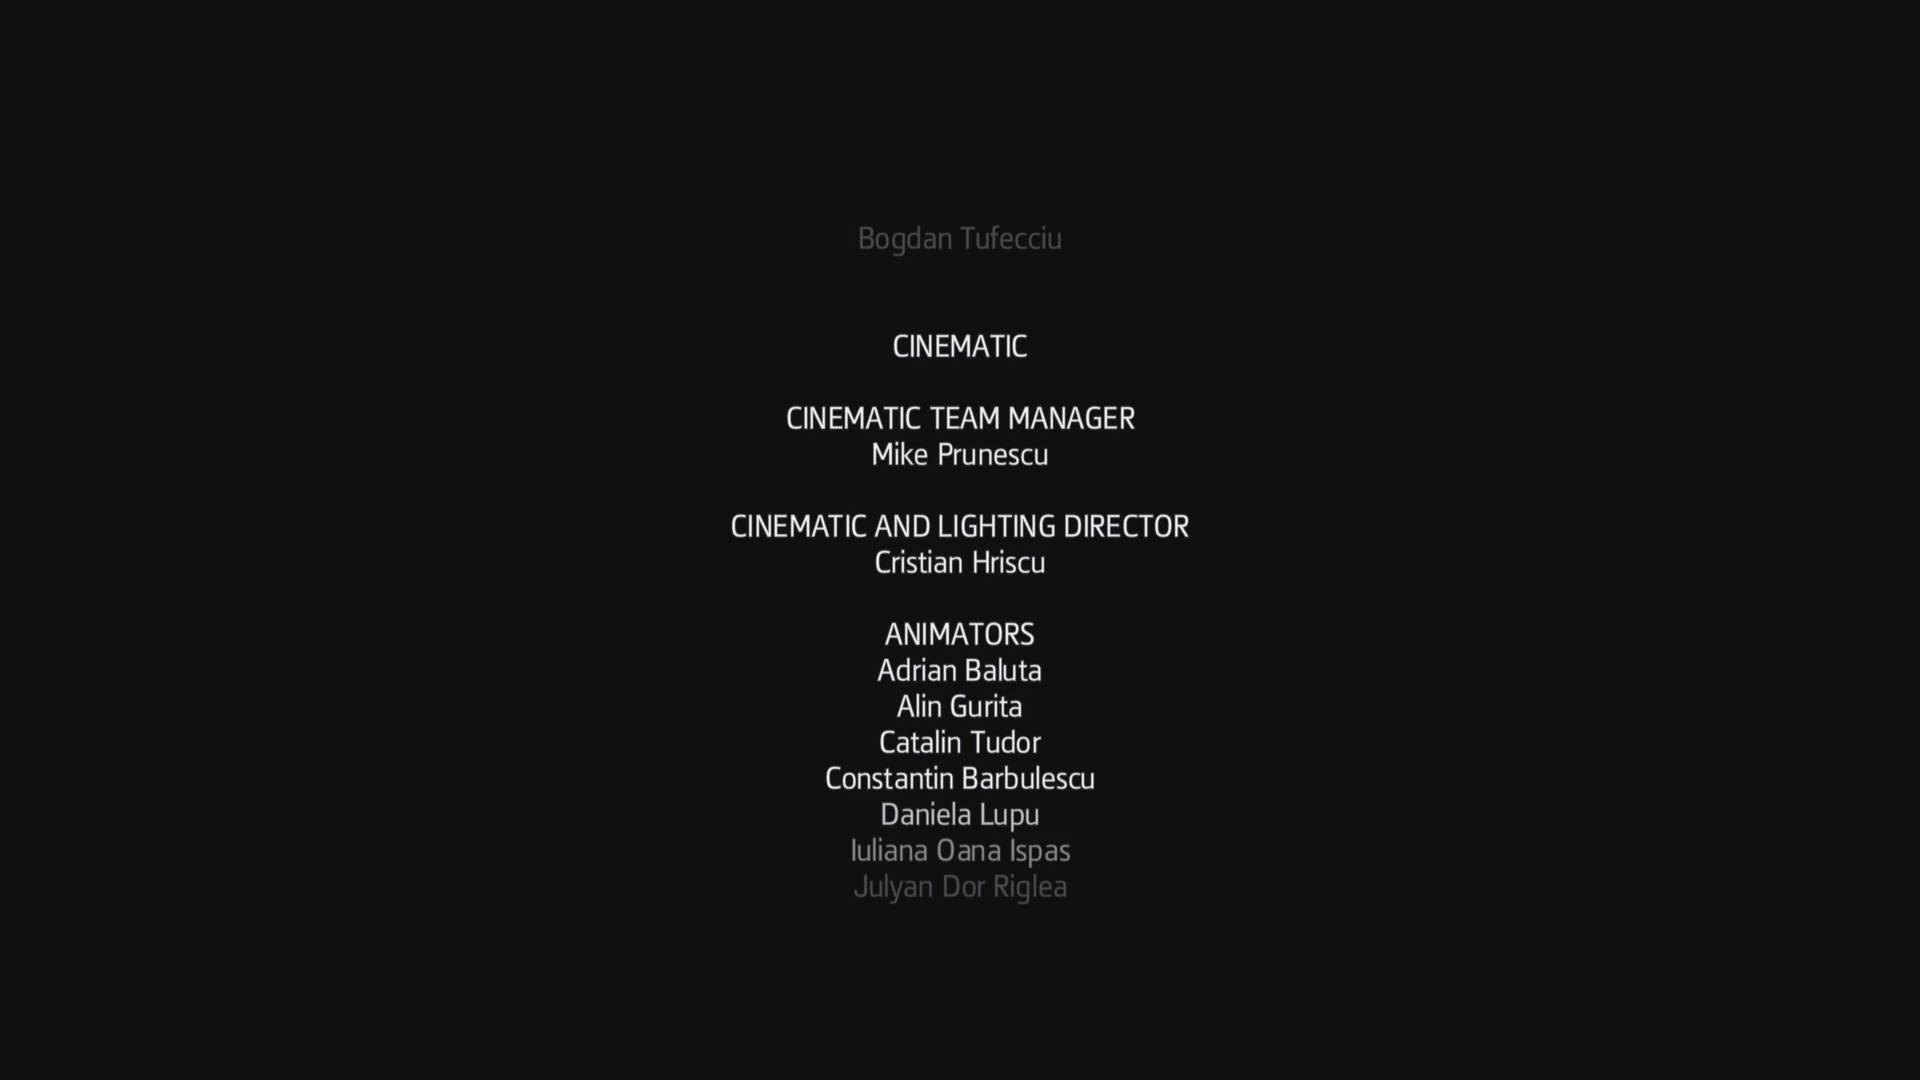 Bogdan Tufecciu
CINEMATIC
CINEMATIC TEAM MANAGER
Mike Prunescu
CINEMATIC AND LIGHTING DIRECTOR
Cristian Hriscu
ANIMATORS
Adrian Baluta
Alin Gurita
Catalin Tudor
Constantin Barbulescu
Daniela Lupu
Iuliana Oana Ispas
Julyan Dor Riglea